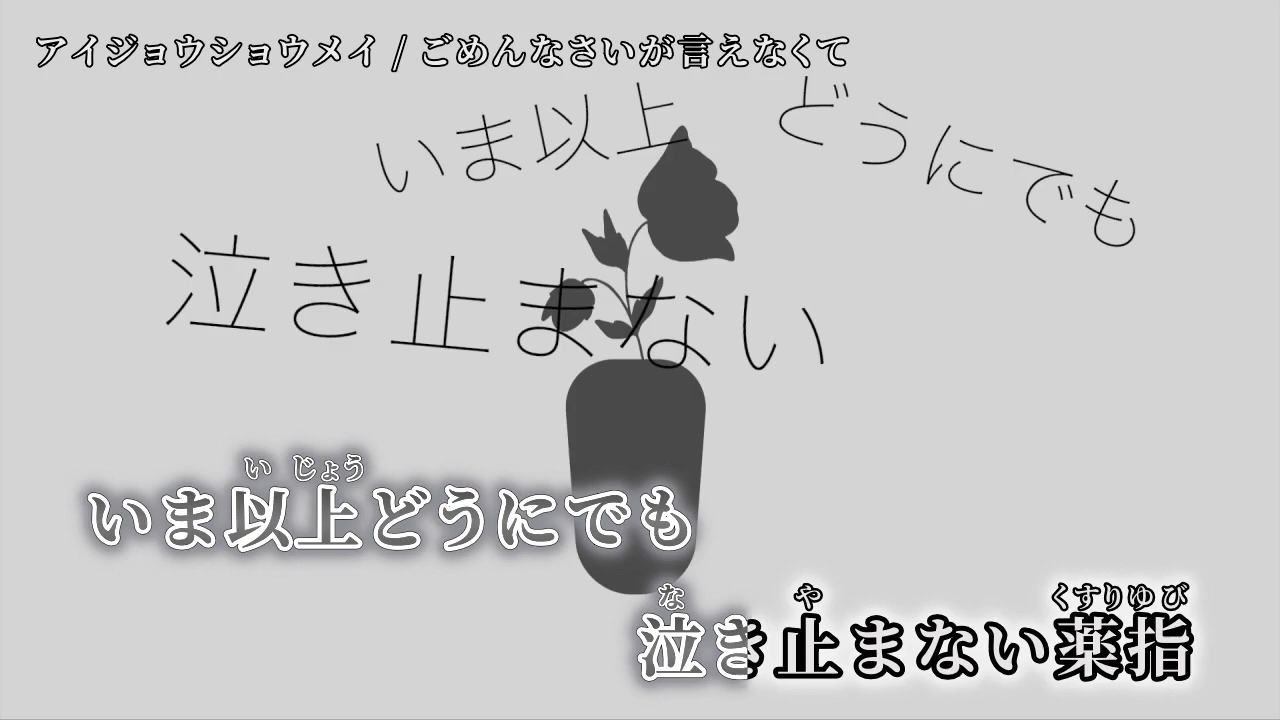 アイジョウショウメイ / ごめんなさいが言えなくて
いま以上　どうにでも
泣き止まない
い じょう
いま以上どうにでも
な や くすりゆび
泣き止まない薬指